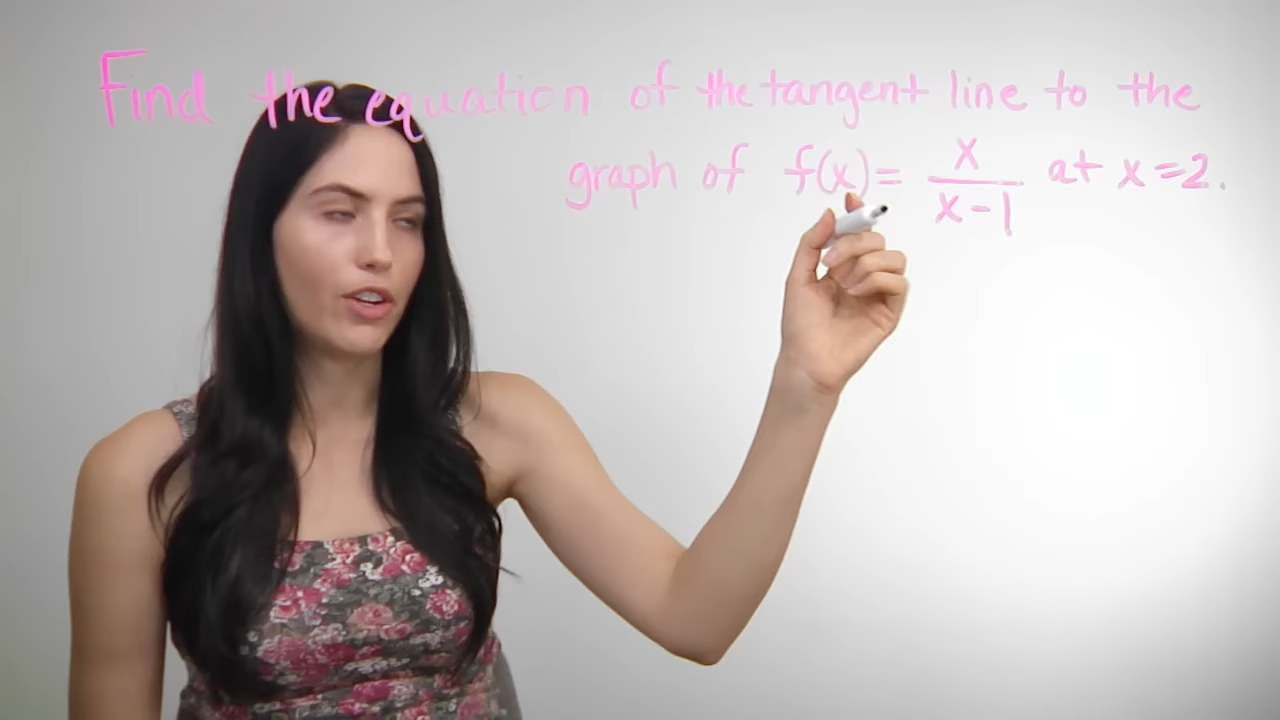 Find the equation of the tangent line to the
graph of f(x) = x/(x-1) at x=2.